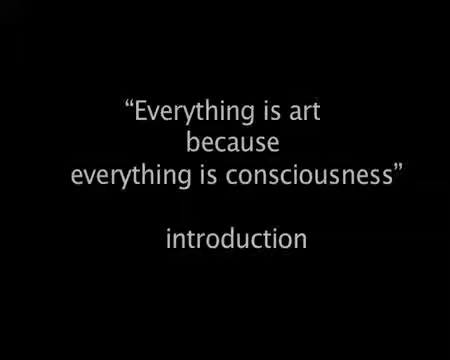 “Everything is art
because
everything is consciousness”
introduction